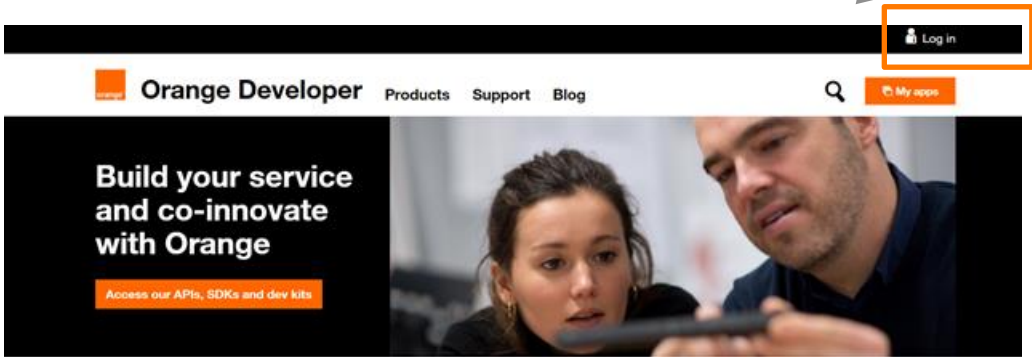 Log in
orange
Orange Developer Products Support Blog My apps
Build your service
and co-innovate
with Orange
Access our APIs, SDKs and dev kits